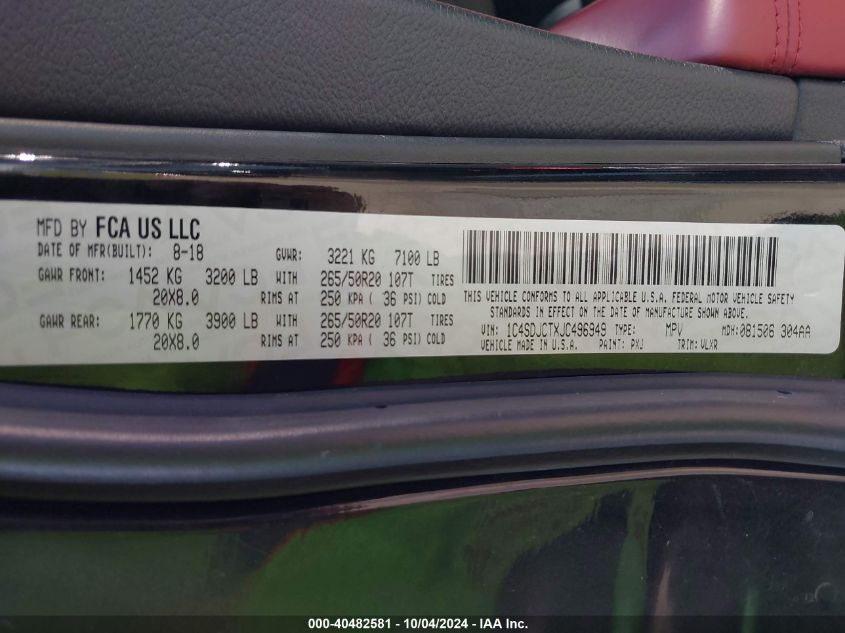 MFD BY FCA US LLC
DATE OF MFR(BUILT): 8-18 GVWR: 3221 KG 7100 LB
GAWR FRONT: 1452 KG 3200 LB WITH 265/50R20 107T TIRES
20X8.0 RIMS AT 250 KPA ( 36 PSI) COLD
GAWR REAR: 1770 KG 3900 LB WITH 265/50R20 107T TIRES
20X8.0 RIMS AT 250 KPA ( 36 PSI) COLD
THIS VEHICLE CONFORMS TO ALL APPLICABLE U.S.A. FEDERAL MOTOR VEHICLE SAFETY
STANDARDS IN EFFECT ON THE DATE OF MANUFACTURE SHOWN ABOVE.
VIN: 1C4SDJCTXJC496949 TYPE: MPV MDH: 081506 304AA
VEHICLE MADE IN U.S.A. PAINT: PXJ TRIM: VLXR
000-40482581 - 10/04/2024 - IAA Inc.